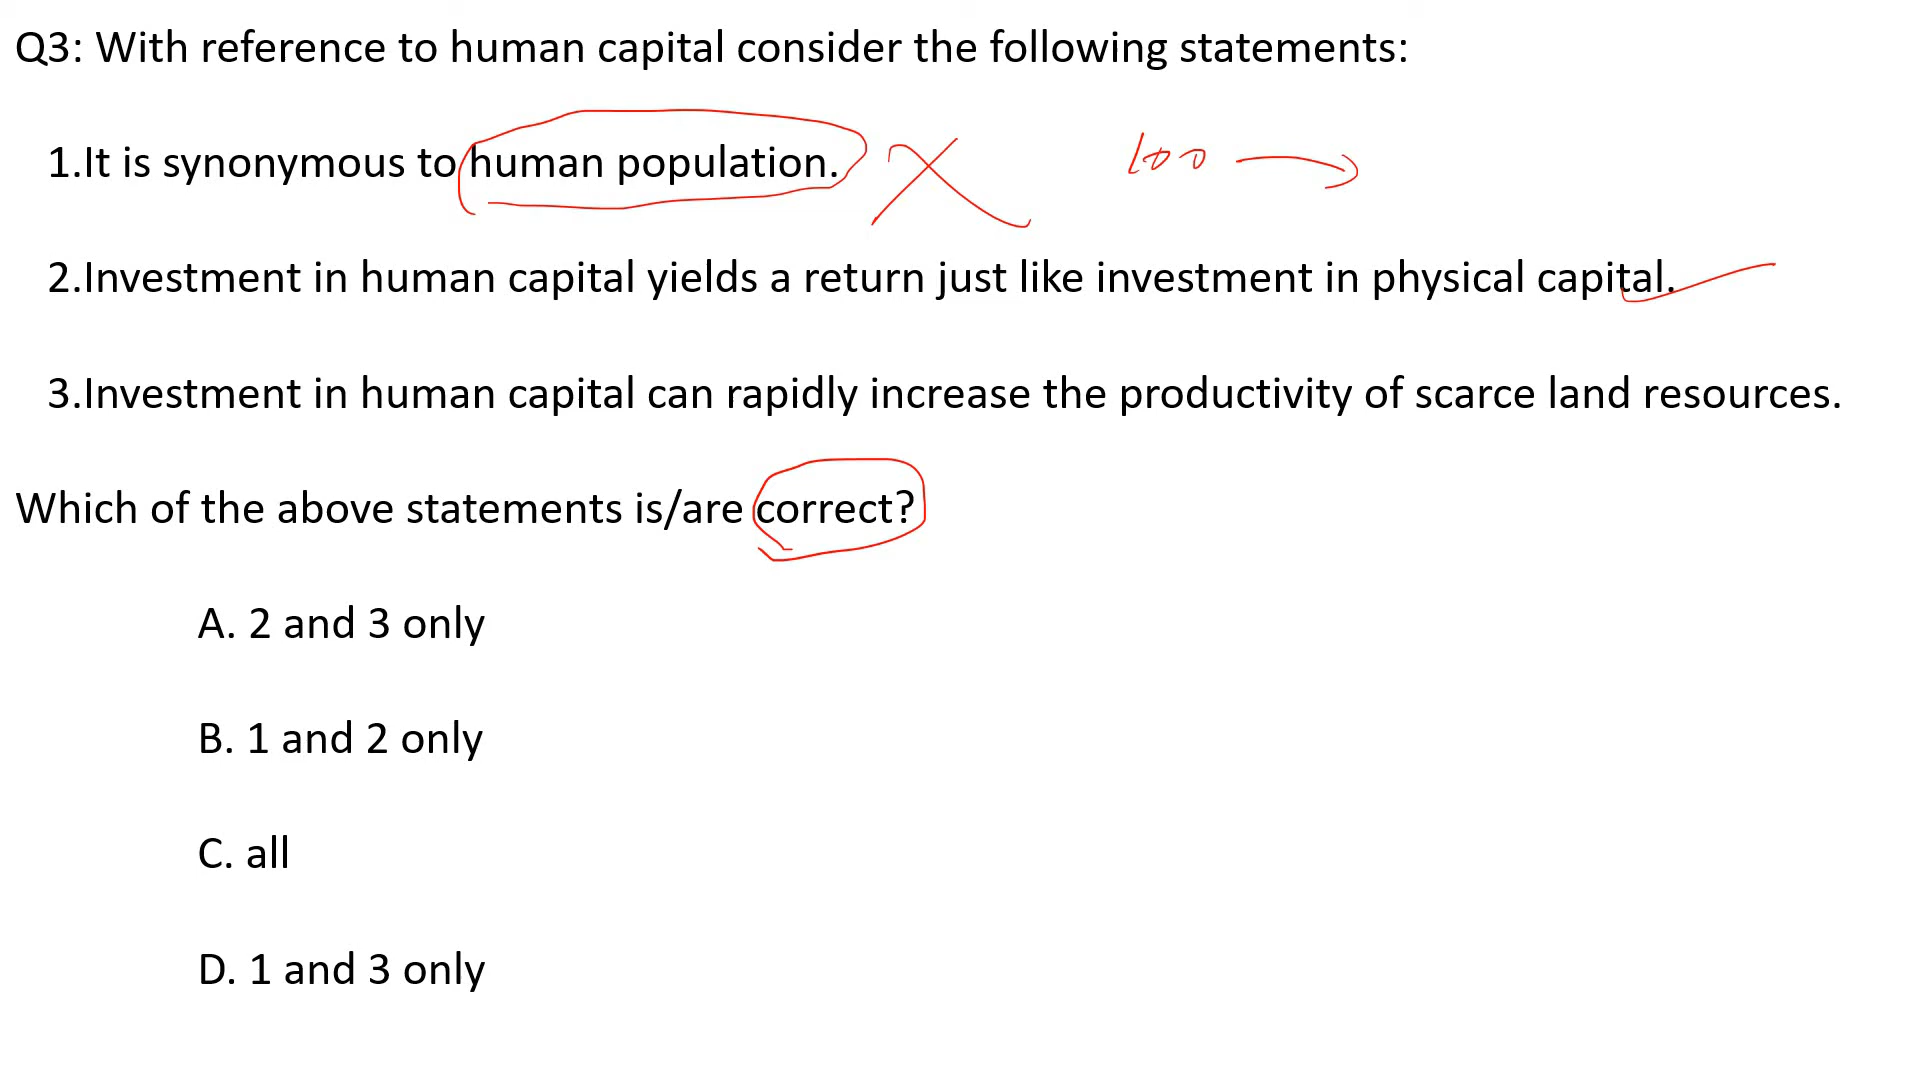 Q3: With reference to human capital consider the following statements:
1.It is synonymous to human population.
100
2.Investment in human capital yields a return just like investment in physical capital.
3.Investment in human capital can rapidly increase the productivity of scarce land resources.
Which of the above statements is/are correct?
A. 2 and 3 only
B. 1 and 2 only
C. all
D. 1 and 3 only